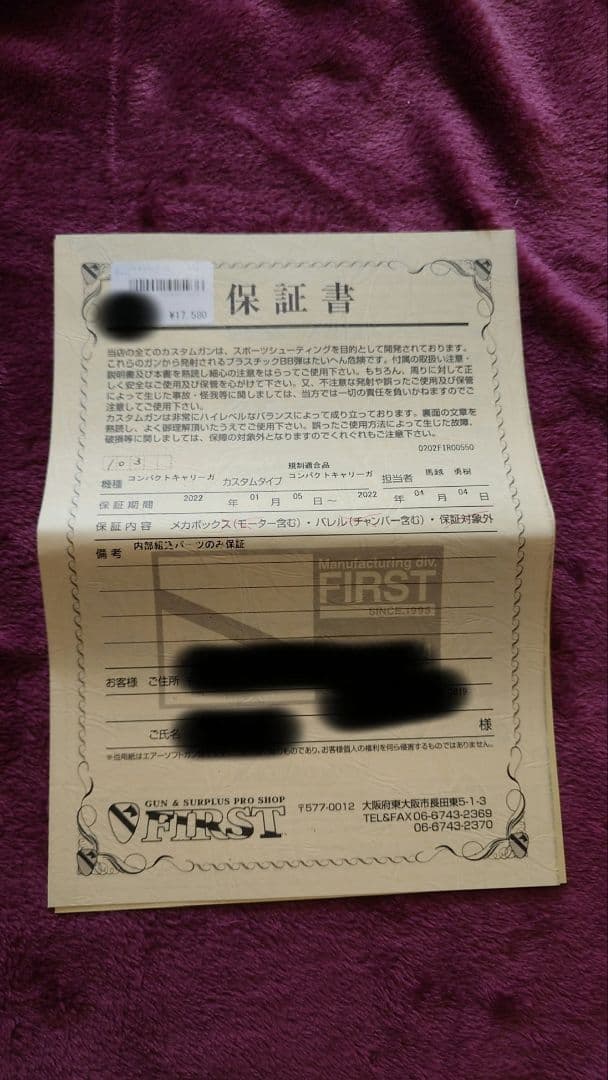 ¥17,580
保証書
当店の全てのカスタムガンは、スポーツシューティングを目的として開発されております。
これらのガンから発射されるプラスチックBB弾はたいへん危険です。付属の取扱い注意・
説明書及び本書を熟読し細心の注意をはらってご使用下さい。もちろん、周りに対して正
しく安全なご使用及び保管を心がけて下さい。又、不注意な発射や誤ったご使用及び保管
によって生じた事故・怪我等に関しましては、当方では一切の責任を負いかねますのでご
注意してご使用下さい。
カスタムガンは非常にハイレベルなバランスによって成り立っております。裏面の文章を
熟読し、よく御理解頂いたうえでご使用下さい。誤ったご使用方法によって生じた故障、
破損等に関しましては、保障の対象外となりますのでくれぐれもご注意下さい。
0202FIR00550
103
機種 コンパクトキャリーガ カスタムタイプ 規制適合品 コンパクトキャリーガ 担当者 馬越 勇樹
保証期間 2022 年 01 月 05 日～ 2022 年 04 月 04 日
保証内容 メカボックス(モーター含む)・バレル(チャンバー含む)・保証対象外
備考 内部組込パーツのみ保証
Manufacturing div.
FIRST
SINCE.1995
お客様 ご住所
ご氏名 様
GUN & SURPLUS PRO SHOP
FIRST
〒577-0012 大阪府東大阪市長田東5-1-3
TEL&FAX 06-6743-2369
06-6743-2370